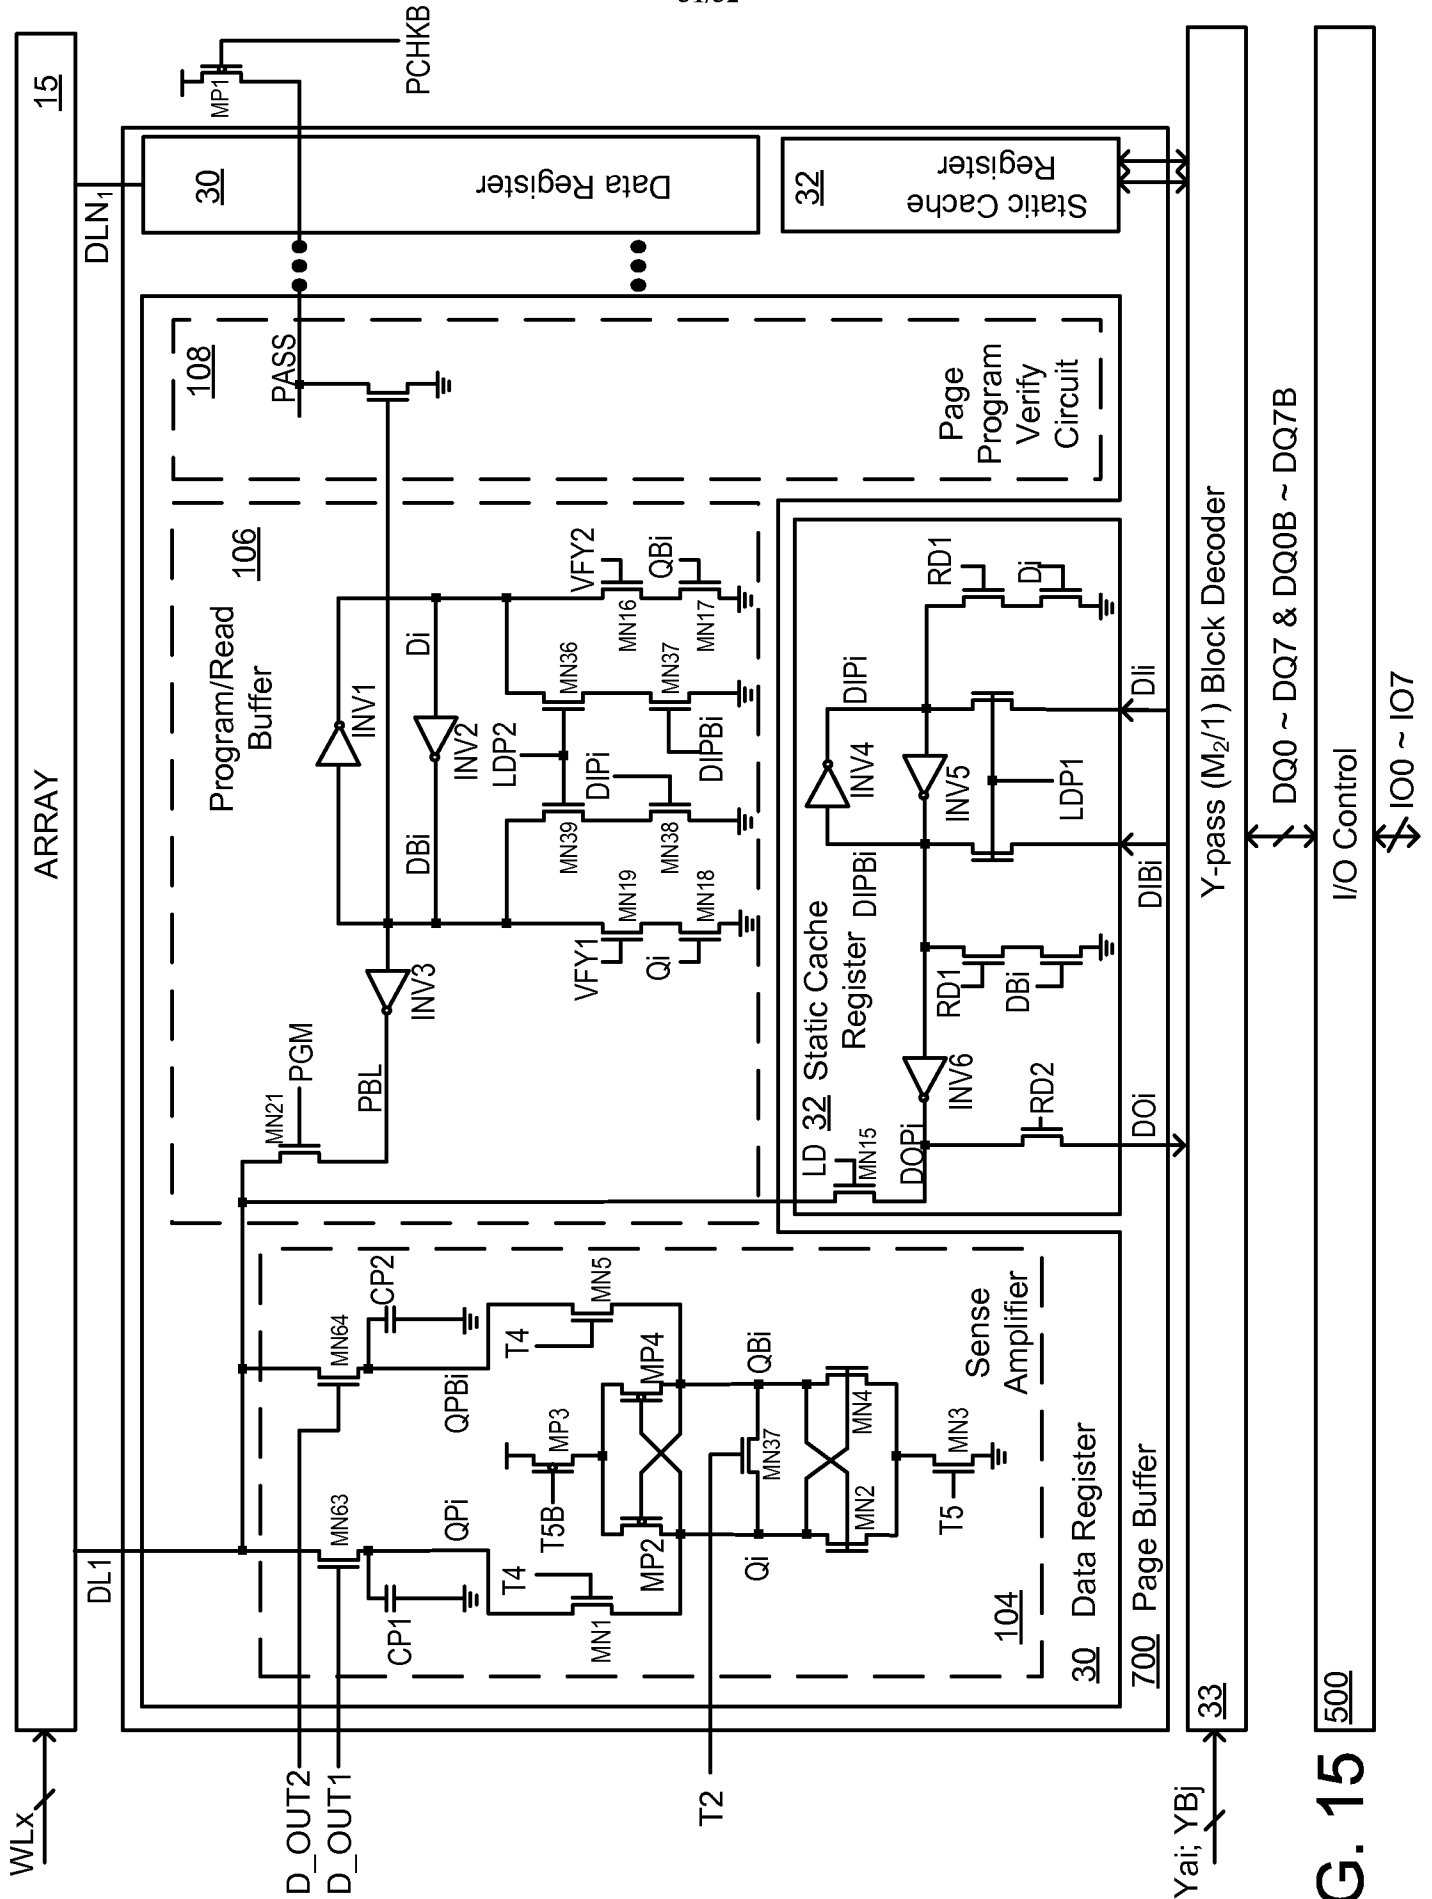 WLx
ARRAY
15
DLN1
MP1
PCHKB
30
Data Register
32
Static Cache
Register
108
PASS
Page
Program
Verify
Circuit
106
Program/Read
Buffer
INV1
Di
INV2
DBi
INV3
LDP2
DIPi
MN36
MN37
DIPBi
MN39
MN38
VFY2
MN16
QBi
MN17
VFY1
MN19
Qi
MN18
PGM
MN21
PBL
32 Static Cache
Register
DIPBi
DIPi
INV4
INV5
INV6
LDP1
RD1
Di
RD1
DBi
RD2
LD
MN15
DOPi
DOi
DIBi
DIi
DL1
MN63
MN64
CP1
CP2
QPi
QPBi
T4
MN1
T4
MN5
T5B
MP3
MP2
MP4
Qi
QBi
MN37
MN2
MN4
T5
MN3
Sense
Amplifier
104
30 Data Register
700 Page Buffer
D_OUT2
D_OUT1
T2
Yai; YBj
33
Y-pass (M2/1) Block Decoder
DQ0 ~ DQ7 & DQ0B ~ DQ7B
500
I/O Control
IO0 ~ IO7
G. 15